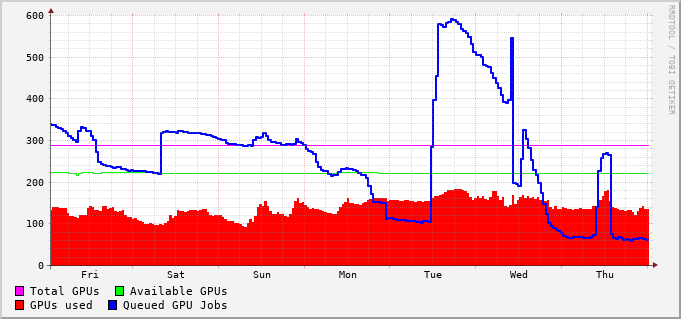 600
500
400
300
200
100
0
Fri Sat Sun Mon Tue Wed Thu
Total GPUs Available GPUs
GPUs used Queued GPU Jobs
RRDTOOL / TOBI OETIKER